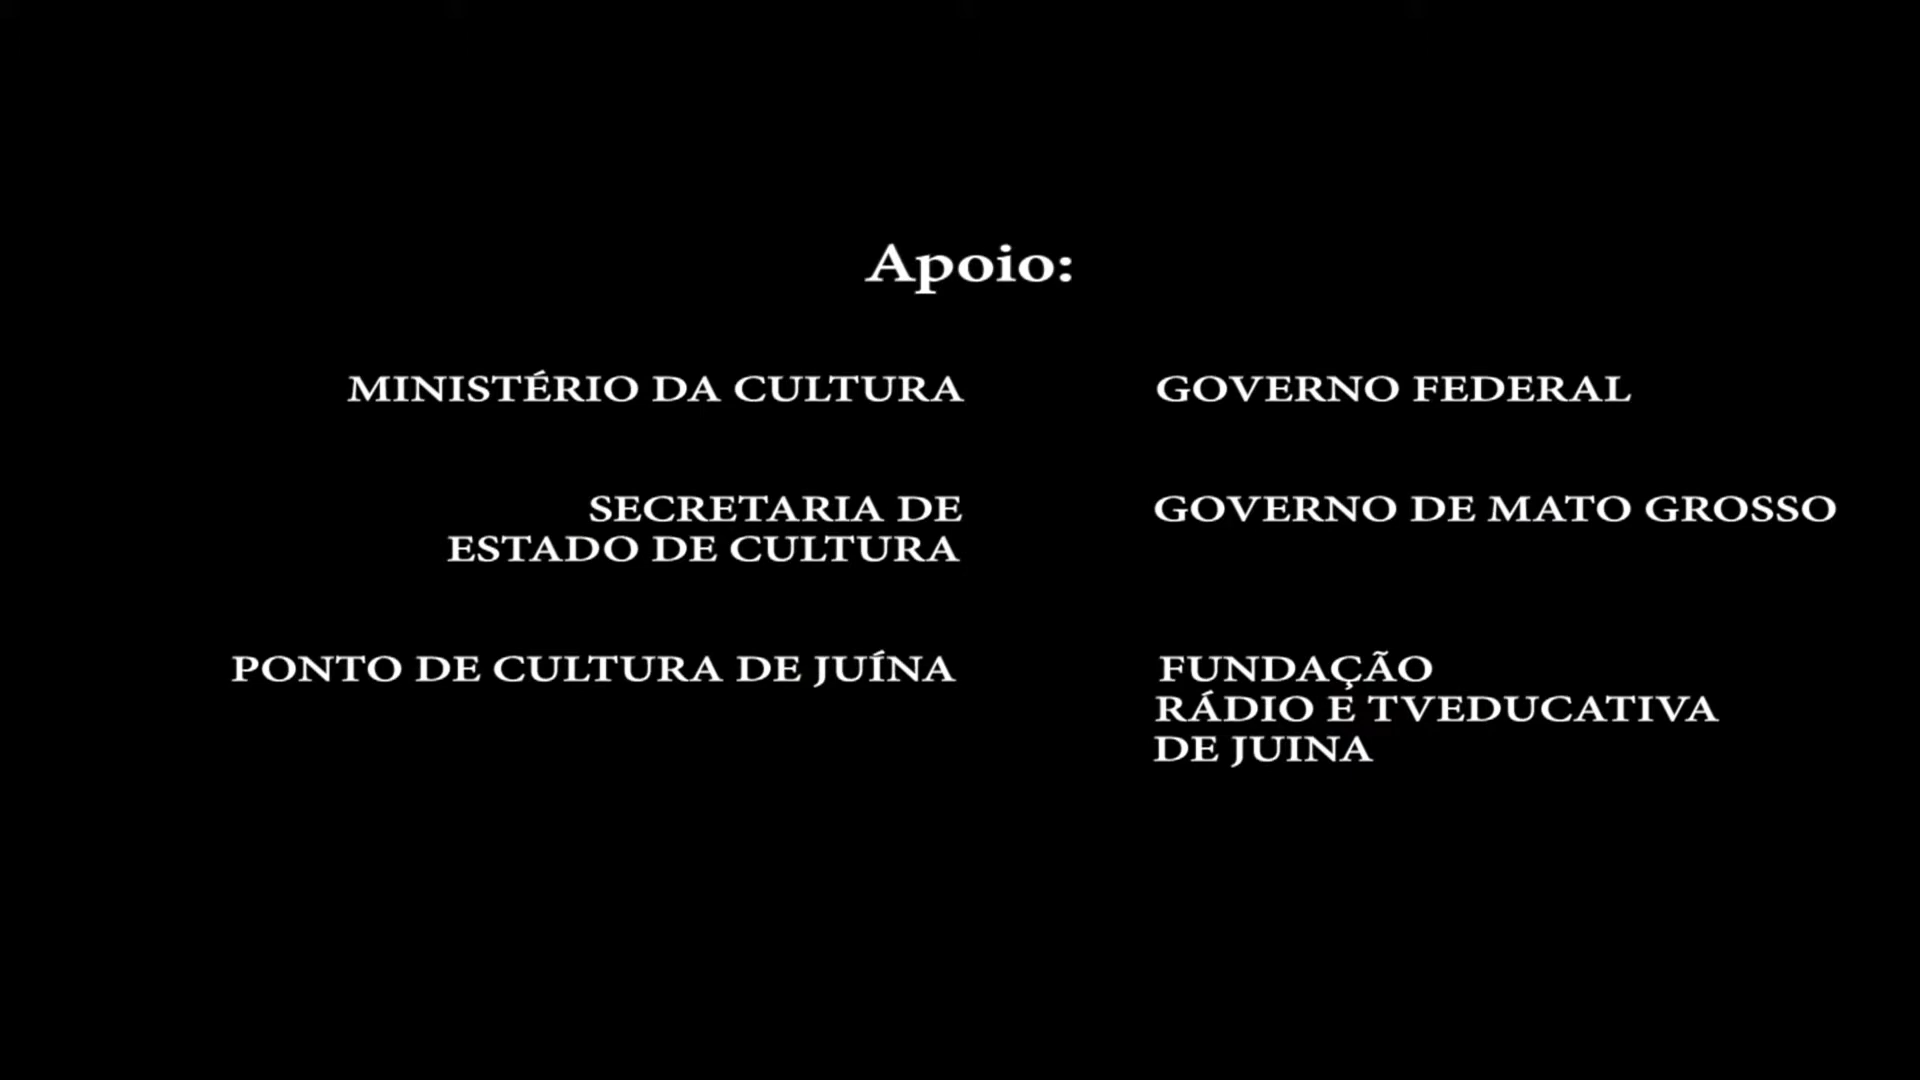 Apoio:
MINISTÉRIO DA CULTURA
GOVERNO FEDERAL
SECRETARIA DE
ESTADO DE CULTURA
GOVERNO DE MATO GROSSO
PONTO DE CULTURA DE JUÍNA
FUNDAÇÃO
RÁDIO E TVEDUCATIVA
DE JUINA